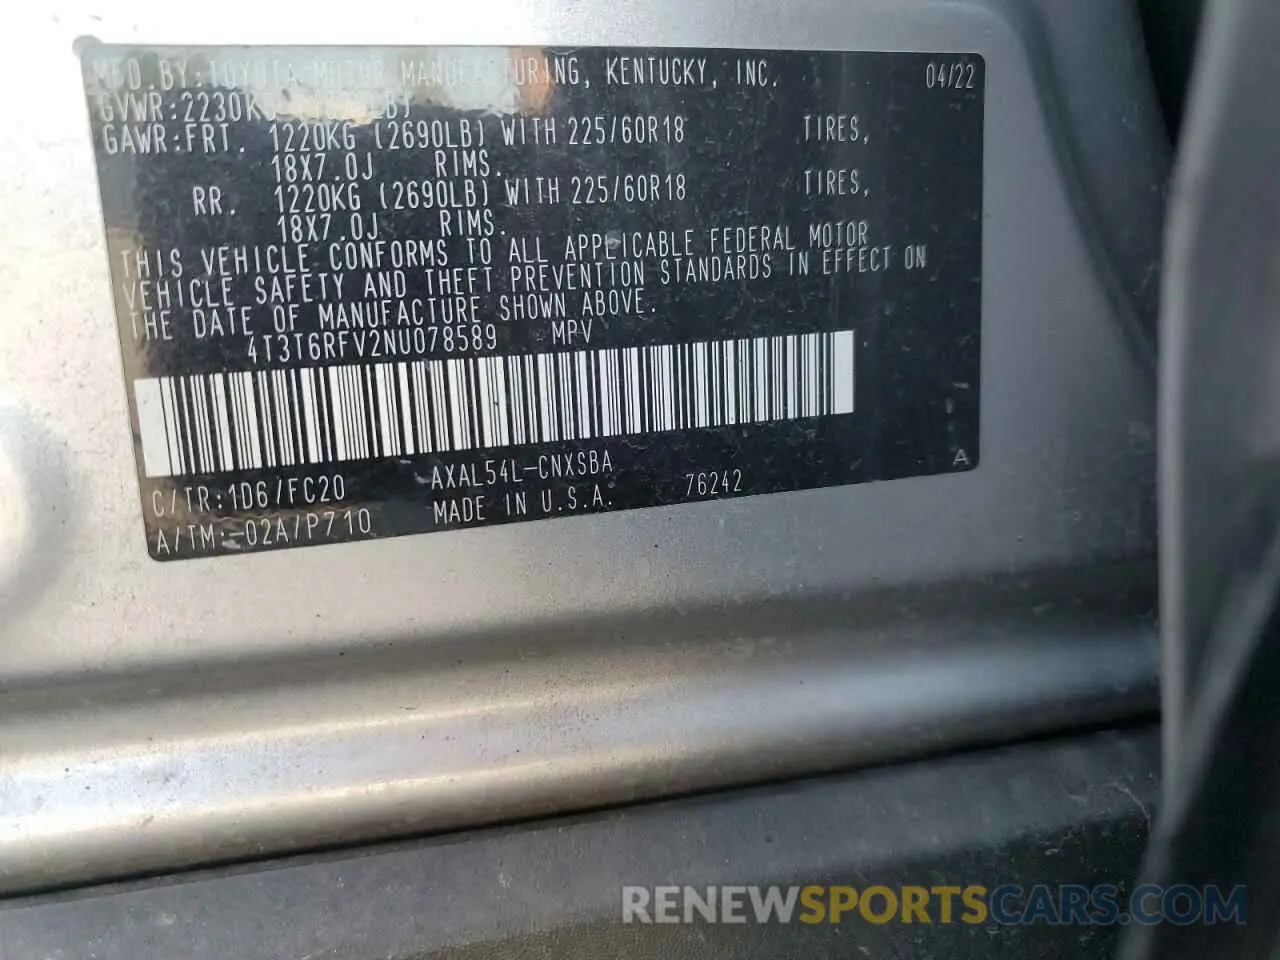 MFD. BY: TOYOTA MOTOR MANUFACTURING, KENTUCKY, INC. 04/22
GVWR: 2230KG LB)
GAWR: FRT. 1220KG (2690LB) WITH 225/60R18 TIRES,
18X7.0J RIMS.
RR. 1220KG (2690LB) WITH 225/60R18 TIRES,
18X7.0J RIMS.
THIS VEHICLE CONFORMS TO ALL APPLICABLE FEDERAL MOTOR
VEHICLE SAFETY AND THEFT PREVENTION STANDARDS IN EFFECT ON
THE DATE OF MANUFACTURE SHOWN ABOVE.
4T3T6RFV2NU078589 MPV
C/TR: 1D6/FC20 AXAL54L-CNXSBA
A/TM: -02A/P710 MADE IN U.S.A. 76242 A
RENEWSPORTSCARS.COM